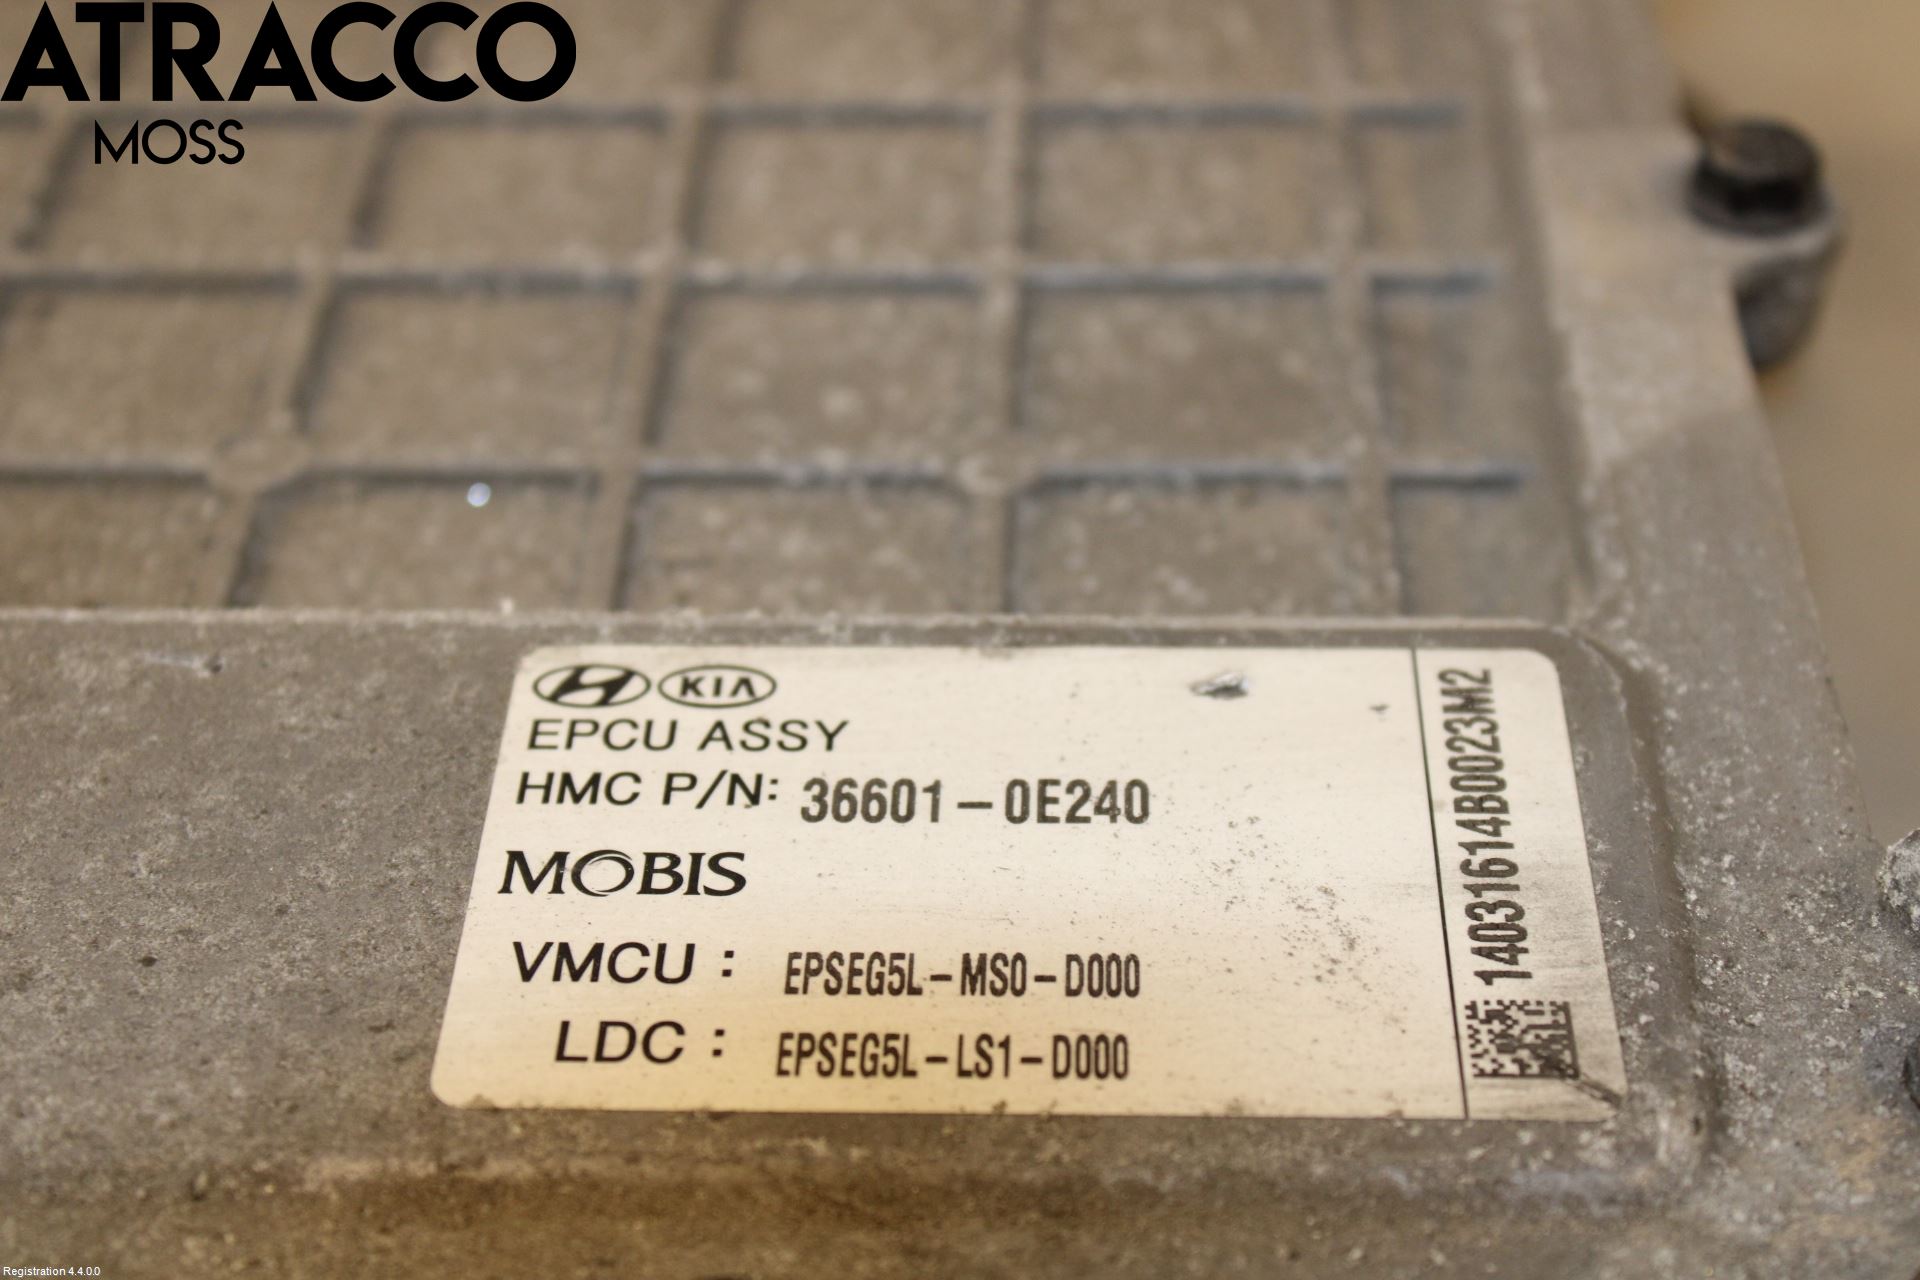 ATRACCO
MOSS
KIA
EPCU ASSY
HMC P/N: 36601-0E240
MOBIS
VMCU : EPSEG5L-MS0-D000
LDC : EPSEG5L-LS1-D000
14031614B0023M2
Registration 4.4.0.0